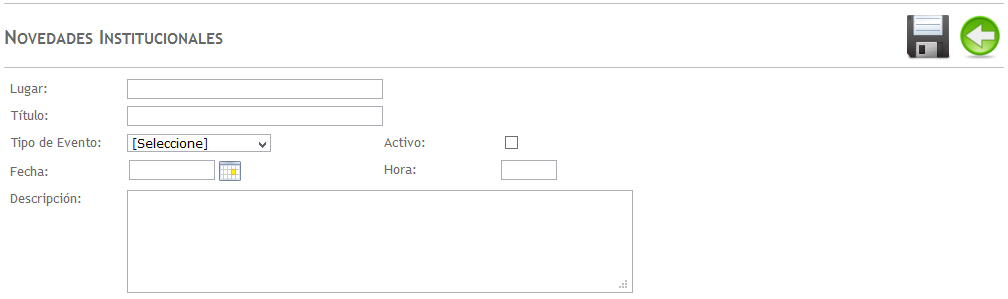 Novedades Institucionales
Lugar:
Título:
Tipo de Evento: [Seleccione] Activo:
Fecha: Hora:
Descripción: